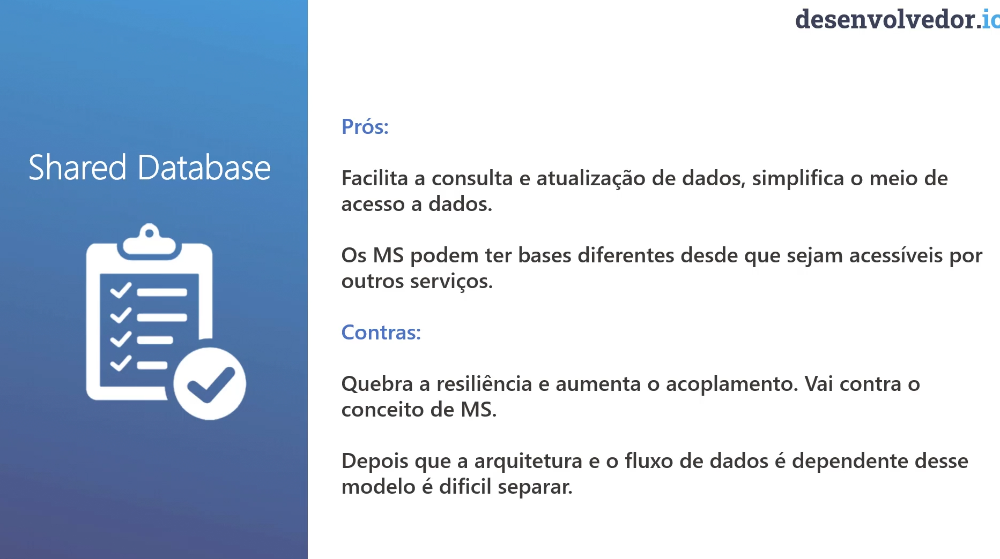 desenvolvedor.io
Shared Database
Prós:
Facilita a consulta e atualização de dados, simplifica o meio de
acesso a dados.
Os MS podem ter bases diferentes desde que sejam acessíveis por
outros serviços.
Contras:
Quebra a resiliência e aumenta o acoplamento. Vai contra o
conceito de MS.
Depois que a arquitetura e o fluxo de dados é dependente desse
modelo é dificil separar.